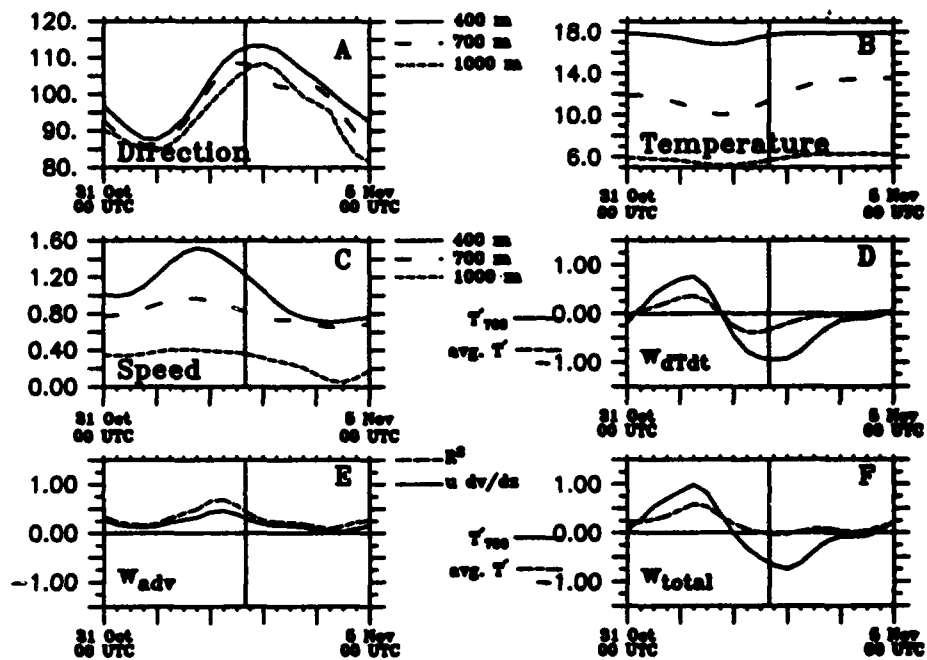 A
120.
110.
100.
90.
80.
Direction
31 Oct
00 UTC
5 Nov
00 UTC
400 m
700 m
1000 m
B
18.0
14.0
10.0
6.0
Temperature
31 Oct
00 UTC
5 Nov
00 UTC
C
1.60
1.20
0.80
0.40
0.00
Speed
31 Oct
00 UTC
5 Nov
00 UTC
400 m
700 m
1000 m
D
1.00
0.00
-1.00
T'700
avg. T'
WdTdt
31 Oct
00 UTC
5 Nov
00 UTC
E
1.00
0.00
-1.00
Wadv
31 Oct
00 UTC
5 Nov
00 UTC
u dv/dz
F
1.00
0.00
-1.00
T'700
avg. T'
Wtotal
31 Oct
00 UTC
5 Nov
00 UTC